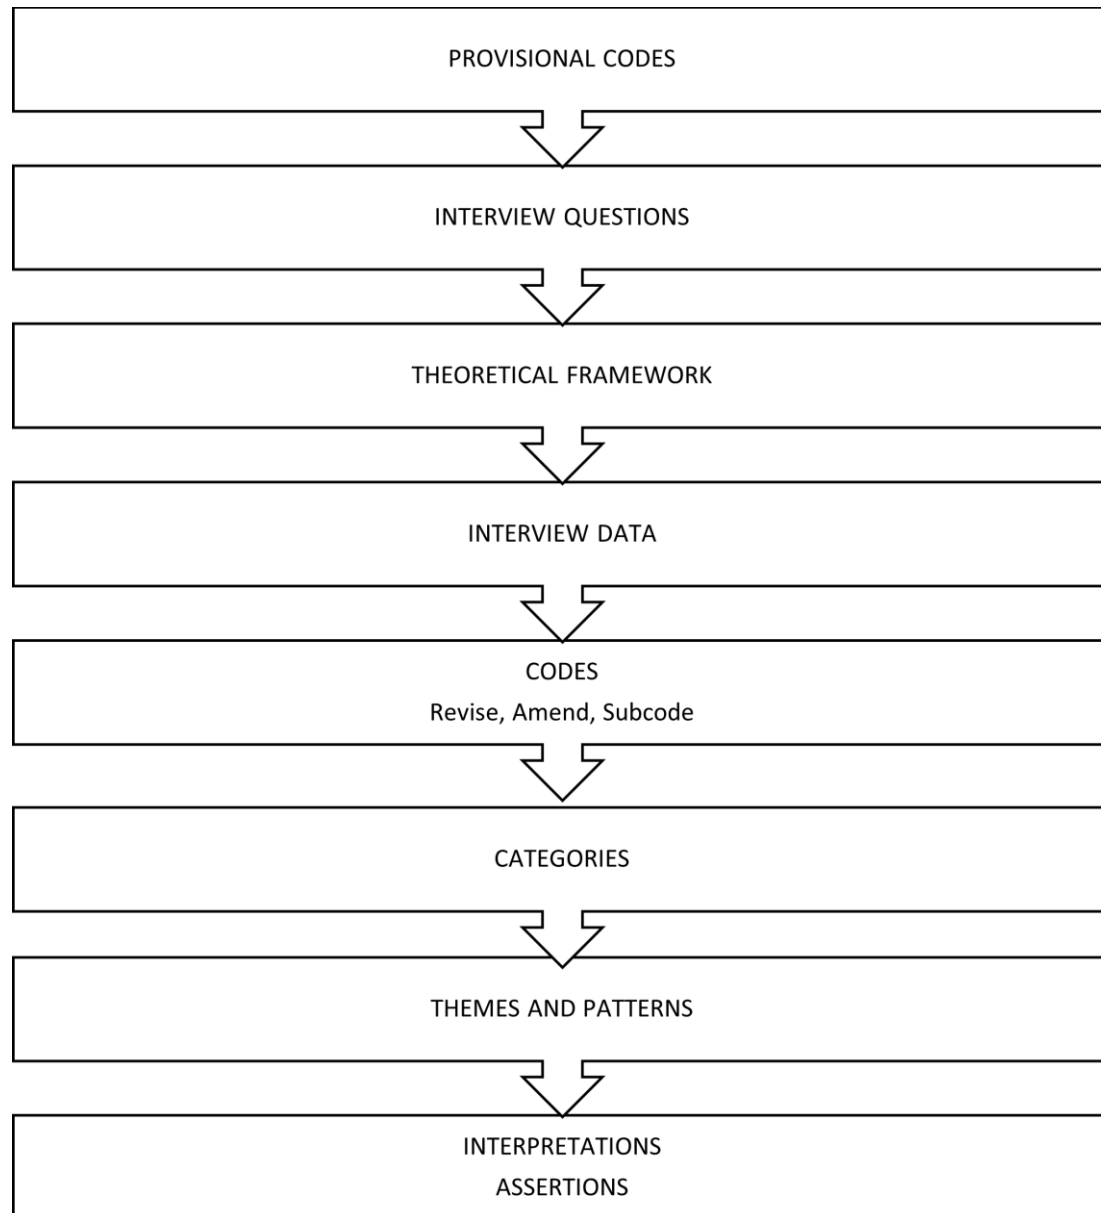 PROVISIONAL CODES
INTERVIEW QUESTIONS
THEORETICAL FRAMEWORK
INTERVIEW DATA
CODES
Revise, Amend, Subcode
CATEGORIES
THEMES AND PATTERNS
INTERPRETATIONS
ASSERTIONS